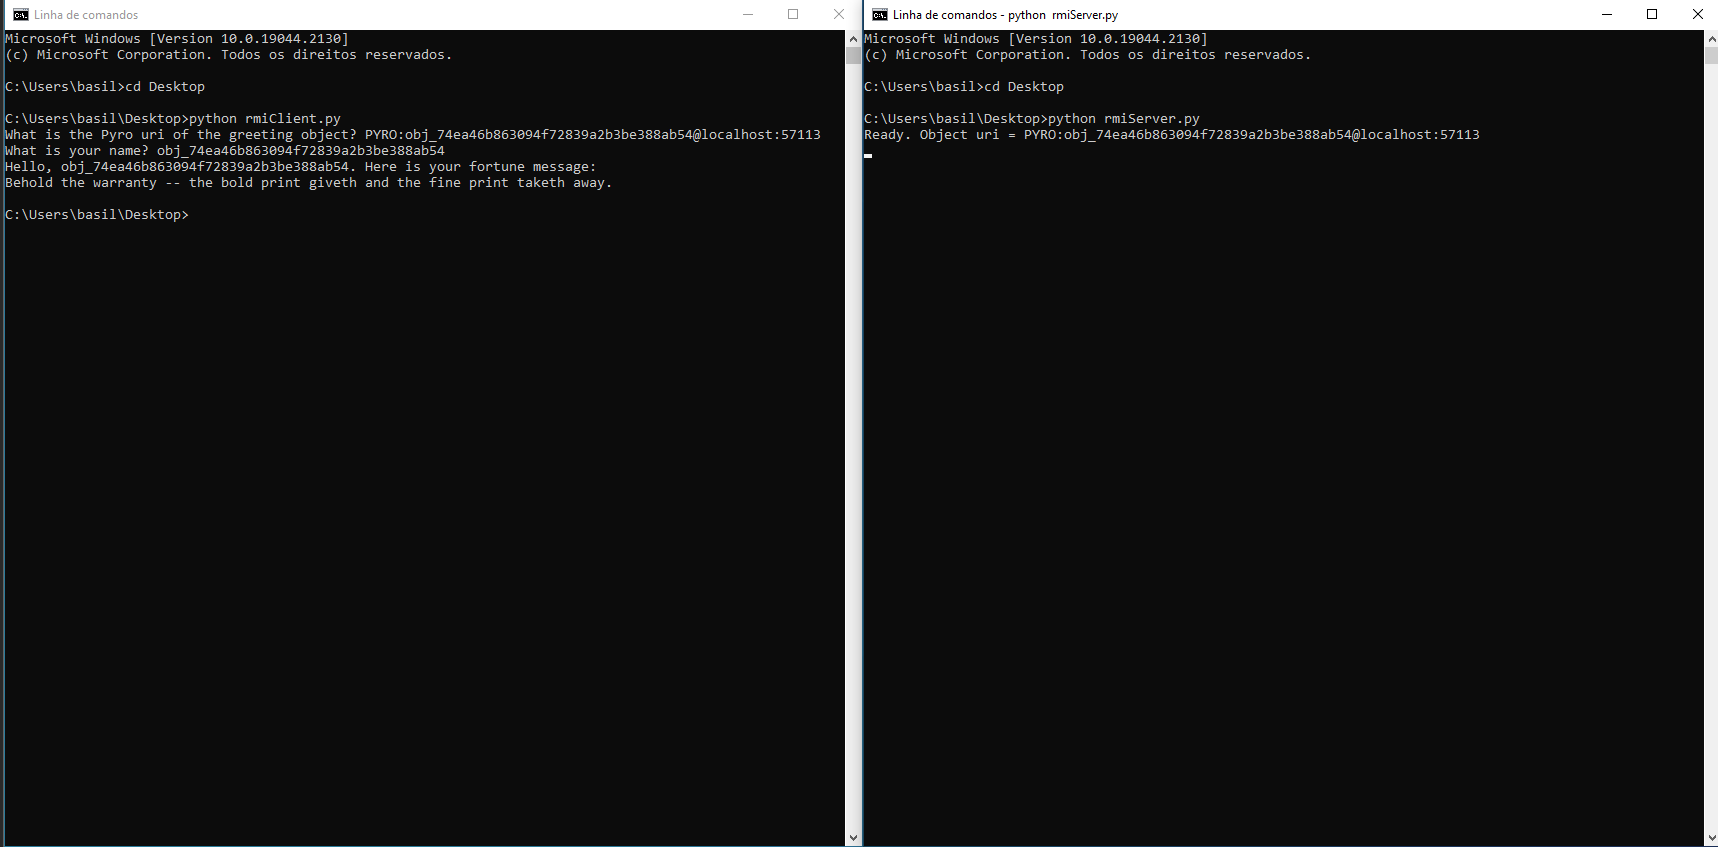 Linha de comandos
Microsoft Windows [Version 10.0.19044.2130]
(c) Microsoft Corporation. Todos os direitos reservados.
C:\Users\basil>cd Desktop
C:\Users\basil\Desktop>python rmiClient.py
What is the Pyro uri of the greeting object? PYRO:obj_74ea46b863094f72839a2b3be388ab54@localhost:57113
What is your name? obj_74ea46b863094f72839a2b3be388ab54
Hello, obj_74ea46b863094f72839a2b3be388ab54. Here is your fortune message:
Behold the warranty -- the bold print giveth and the fine print taketh away.
C:\Users\basil\Desktop>
Linha de comandos - python  rmiServer.py
Microsoft Windows [Version 10.0.19044.2130]
(c) Microsoft Corporation. Todos os direitos reservados.
C:\Users\basil>cd Desktop
C:\Users\basil\Desktop>python rmiServer.py
Ready. Object uri = PYRO:obj_74ea46b863094f72839a2b3be388ab54@localhost:57113